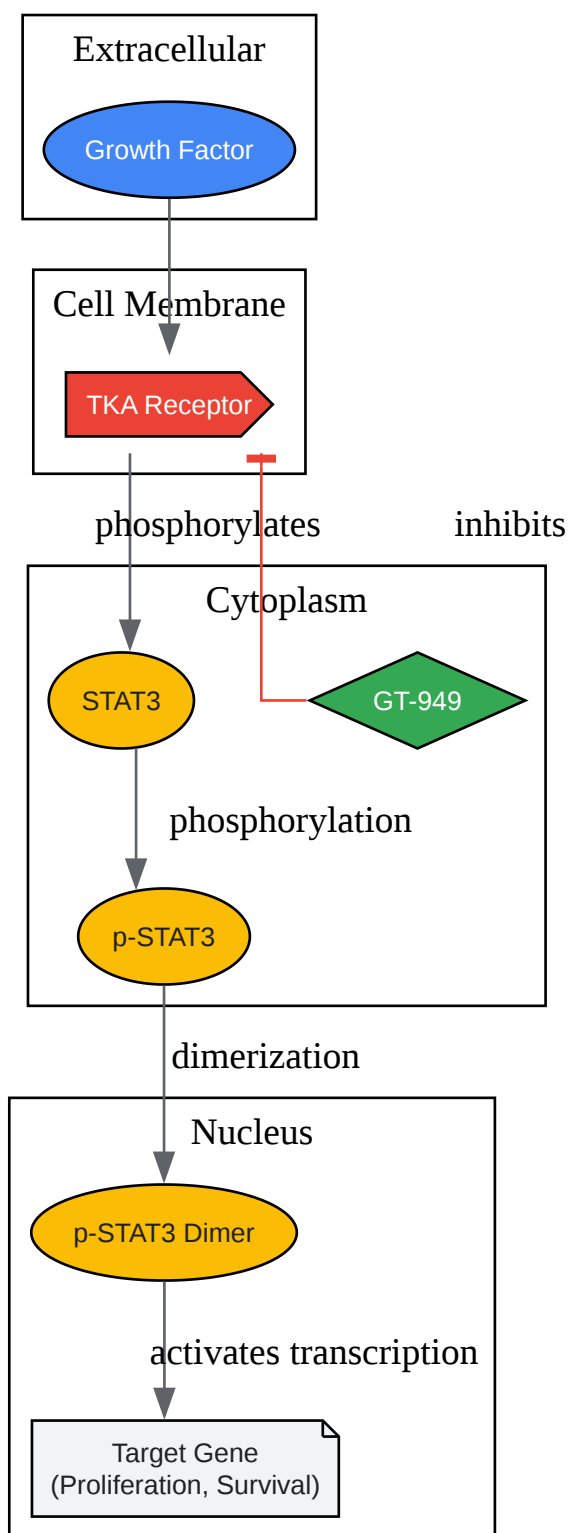 Extracellular
Growth Factor
Cell Membrane
TKA Receptor
phosphorylates
inhibits
Cytoplasm
STAT3
GT-949
phosphorylation
p-STAT3
dimerization
Nucleus
p-STAT3 Dimer
activates transcription
Target Gene
(Proliferation, Survival)